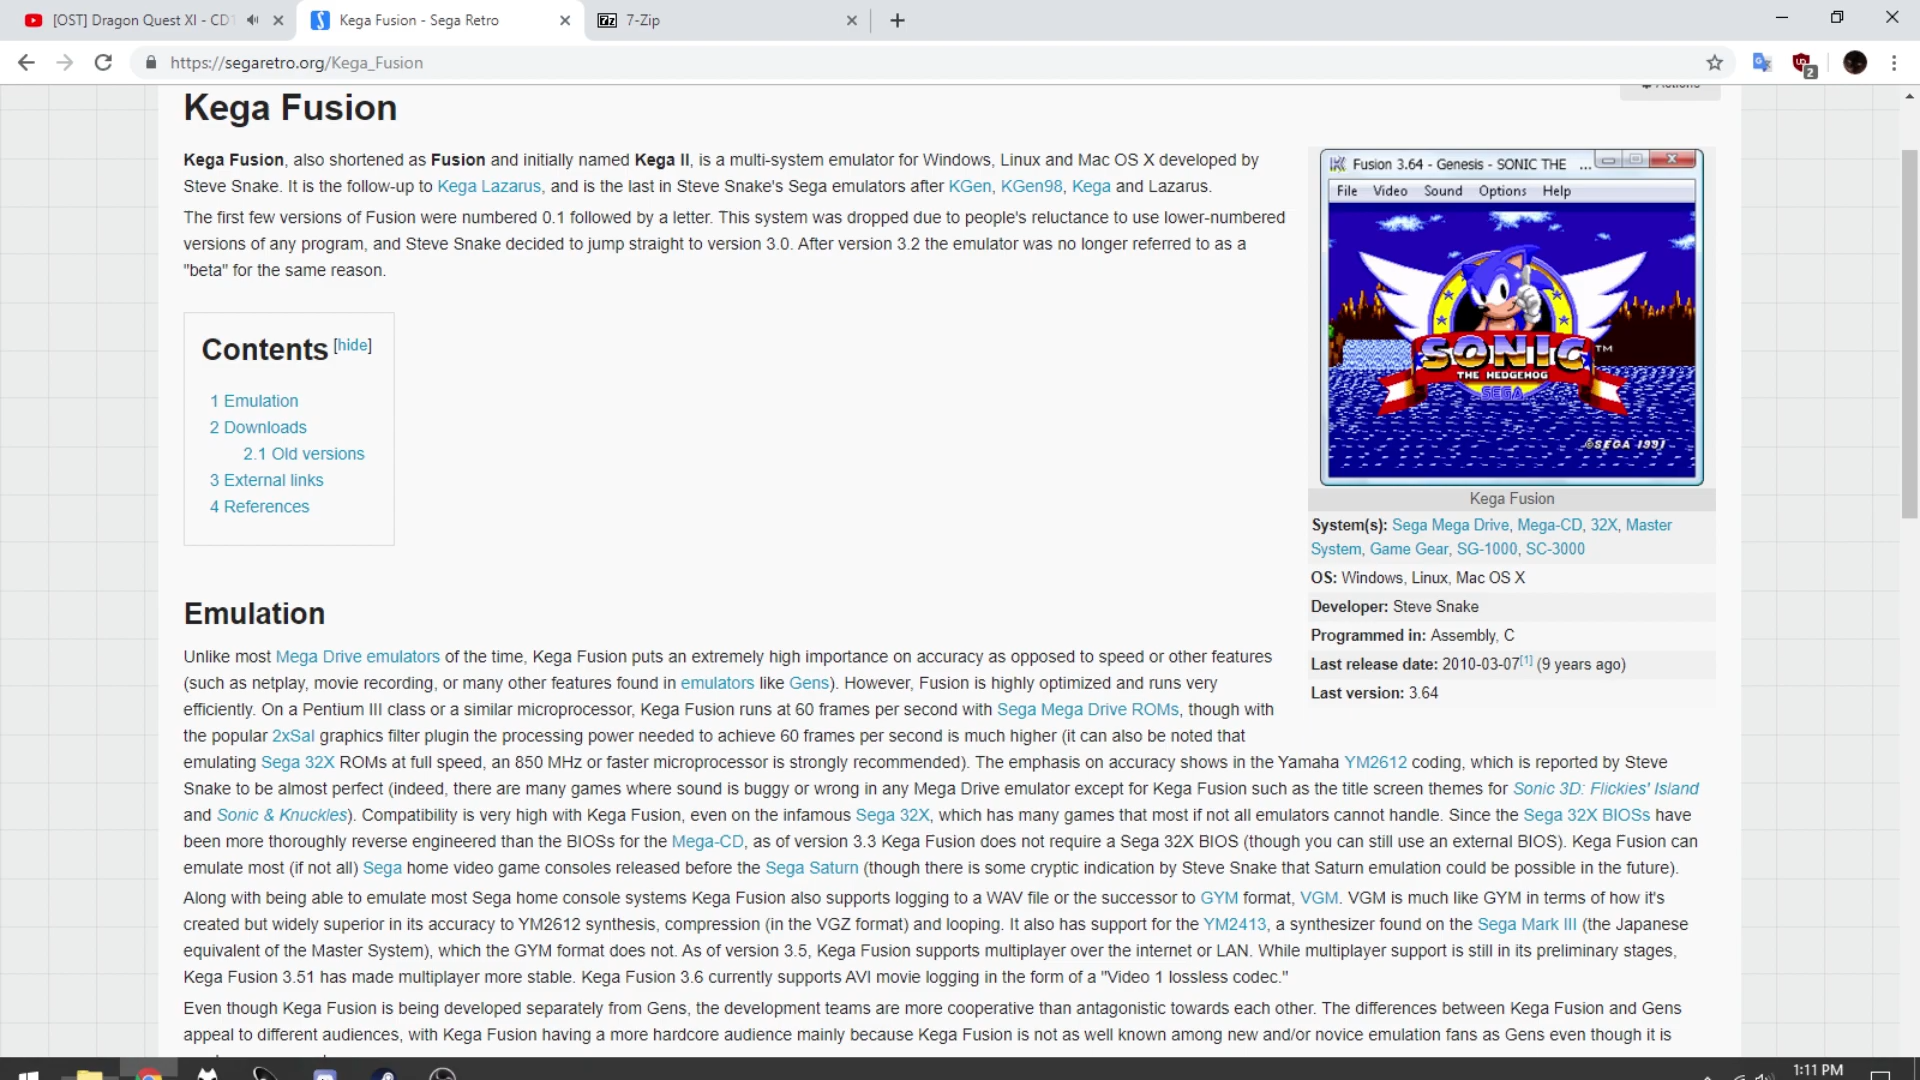 [OST] Dragon Quest XI - CD1
Kega Fusion - Sega Retro
7-Zip
https://segaretro.org/Kega_Fusion
2
Actions
Kega Fusion
Kega Fusion, also shortened as Fusion and initially named Kega II, is a multi-system emulator for Windows, Linux and Mac OS X developed by
Steve Snake. It is the follow-up to Kega Lazarus, and is the last in Steve Snake's Sega emulators after KGen, KGen98, Kega and Lazarus.
The first few versions of Fusion were numbered 0.1 followed by a letter. This system was dropped due to people's reluctance to use lower-numbered
versions of any program, and Steve Snake decided to jump straight to version 3.0. After version 3.2 the emulator was no longer referred to as a
"beta" for the same reason.
Contents [hide]
1 Emulation
2 Downloads
2.1 Old versions
3 External links
4 References
Fusion 3.64 - Genesis - SONIC THE ...
File Video Sound Options Help
SONIC TM
THE HEDGEHOG
SEGA
©SEGA 1991
Kega Fusion
System(s): Sega Mega Drive, Mega-CD, 32X, Master
System, Game Gear, SG-1000, SC-3000
OS: Windows, Linux, Mac OS X
Developer: Steve Snake
Programmed in: Assembly, C
Last release date: 2010-03-07[1] (9 years ago)
Last version: 3.64
Emulation
Unlike most Mega Drive emulators of the time, Kega Fusion puts an extremely high importance on accuracy as opposed to speed or other features
(such as netplay, movie recording, or many other features found in emulators like Gens). However, Fusion is highly optimized and runs very
efficiently. On a Pentium III class or a similar microprocessor, Kega Fusion runs at 60 frames per second with Sega Mega Drive ROMs, though with
the popular 2xSaI graphics filter plugin the processing power needed to achieve 60 frames per second is much higher (it can also be noted that
emulating Sega 32X ROMs at full speed, an 850 MHz or faster microprocessor is strongly recommended). The emphasis on accuracy shows in the Yamaha YM2612 coding, which is reported by Steve
Snake to be almost perfect (indeed, there are many games where sound is buggy or wrong in any Mega Drive emulator except for Kega Fusion such as the title screen themes for Sonic 3D: Flickies' Island
and Sonic & Knuckles). Compatibility is very high with Kega Fusion, even on the infamous Sega 32X, which has many games that most if not all emulators cannot handle. Since the Sega 32X BIOSs have
been more thoroughly reverse engineered than the BIOSs for the Mega-CD, as of version 3.3 Kega Fusion does not require a Sega 32X BIOS (though you can still use an external BIOS). Kega Fusion can
emulate most (if not all) Sega home video game consoles released before the Sega Saturn (though there is some cryptic indication by Steve Snake that Saturn emulation could be possible in the future).
Along with being able to emulate most Sega home console systems Kega Fusion also supports logging to a WAV file or the successor to GYM format, VGM. VGM is much like GYM in terms of how it's
created but widely superior in its accuracy to YM2612 synthesis, compression (in the VGZ format) and looping. It also has support for the YM2413, a synthesizer found on the Sega Mark III (the Japanese
equivalent of the Master System), which the GYM format does not. As of version 3.5, Kega Fusion supports multiplayer over the internet or LAN. While multiplayer support is still in its preliminary stages,
Kega Fusion 3.51 has made multiplayer more stable. Kega Fusion 3.6 currently supports AVI movie logging in the form of a "Video 1 lossless codec."
Even though Kega Fusion is being developed separately from Gens, the development teams are more cooperative than antagonistic towards each other. The differences between Kega Fusion and Gens
appeal to different audiences, with Kega Fusion having a more hardcore audience mainly because Kega Fusion is not as well known among new and/or novice emulation fans as Gens even though it is
1:11 PM